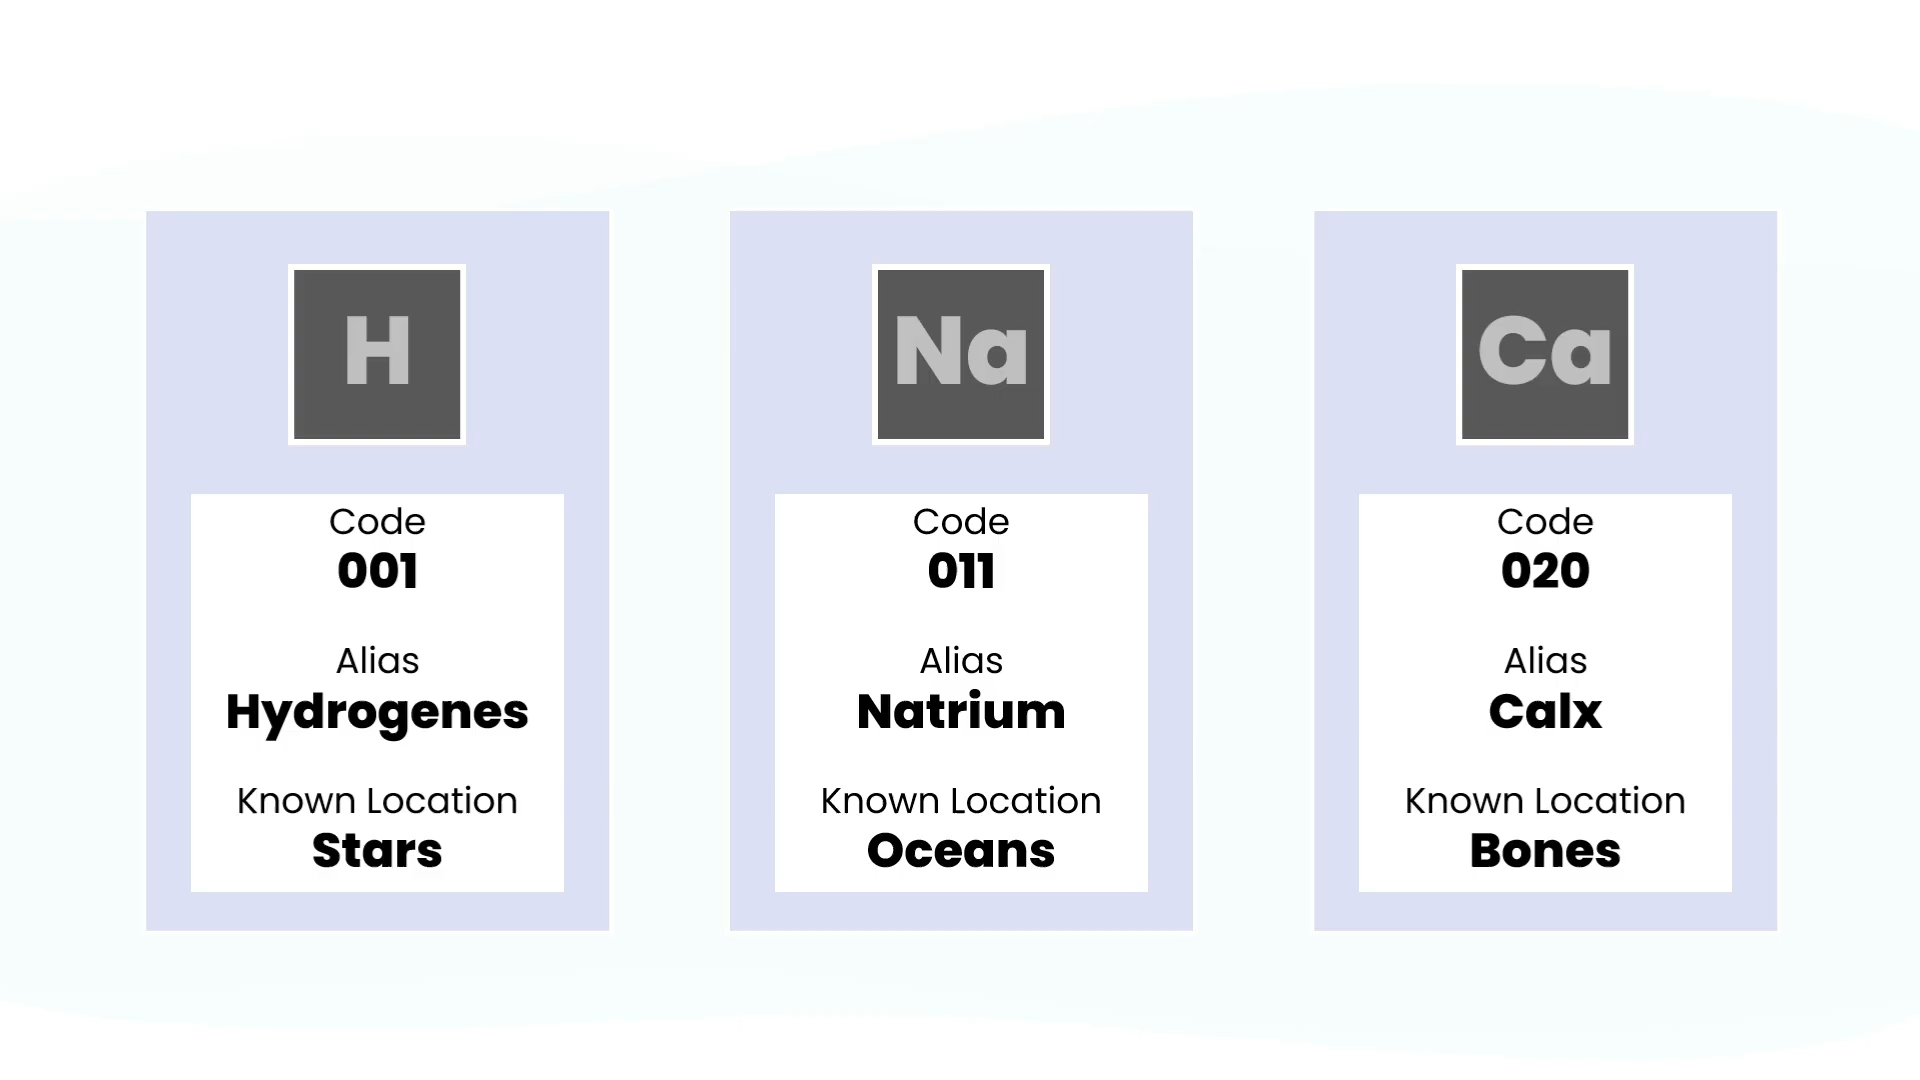 H
Code
001
Alias
Hydrogenes
Known Location
Stars
Na
Code
011
Alias
Natrium
Known Location
Oceans
Ca
Code
020
Alias
Calx
Known Location
Bones